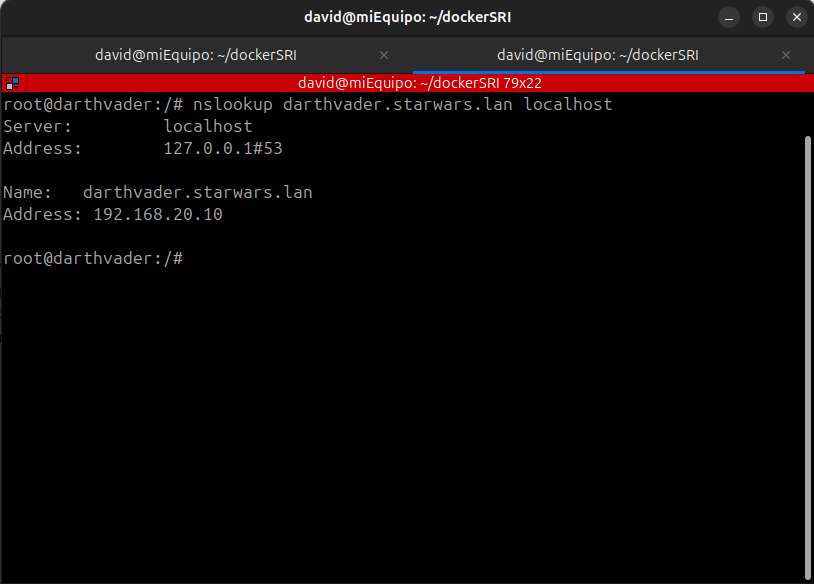 david@miEquipo: ~/dockerSRI
david@miEquipo: ~/dockerSRI × david@miEquipo: ~/dockerSRI ×
david@miEquipo: ~/dockerSRI 79x22
root@darthvader:/# nslookup darthvader.starwars.lan localhost
Server:         localhost
Address:        127.0.0.1#53

Name:   darthvader.starwars.lan
Address: 192.168.20.10

root@darthvader:/#